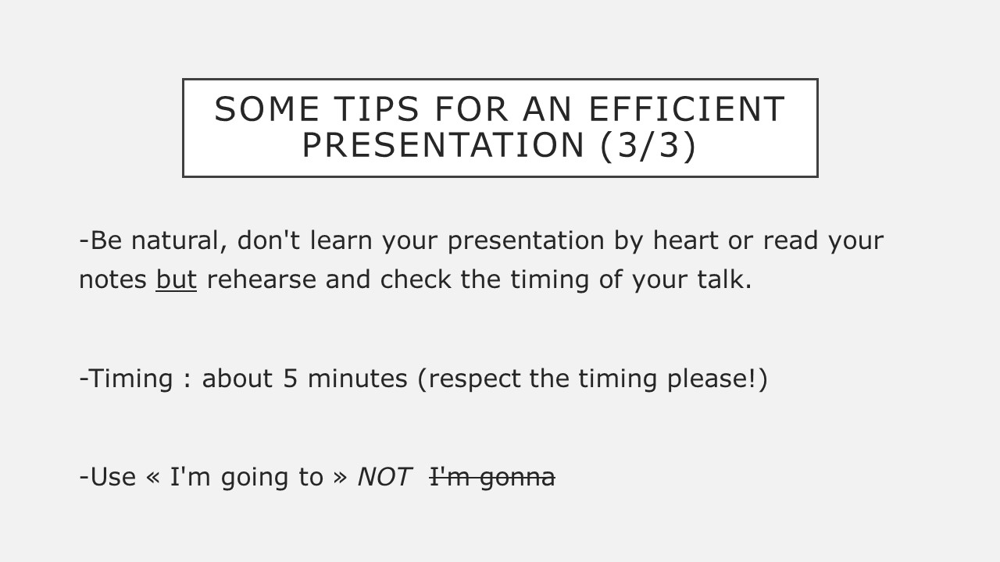 SOME TIPS FOR AN EFFICIENT
PRESENTATION (3/3)
-Be natural, don't learn your presentation by heart or read your
notes but rehearse and check the timing of your talk.
-Timing : about 5 minutes (respect the timing please!)
-Use « I'm going to » NOT I'm gonna